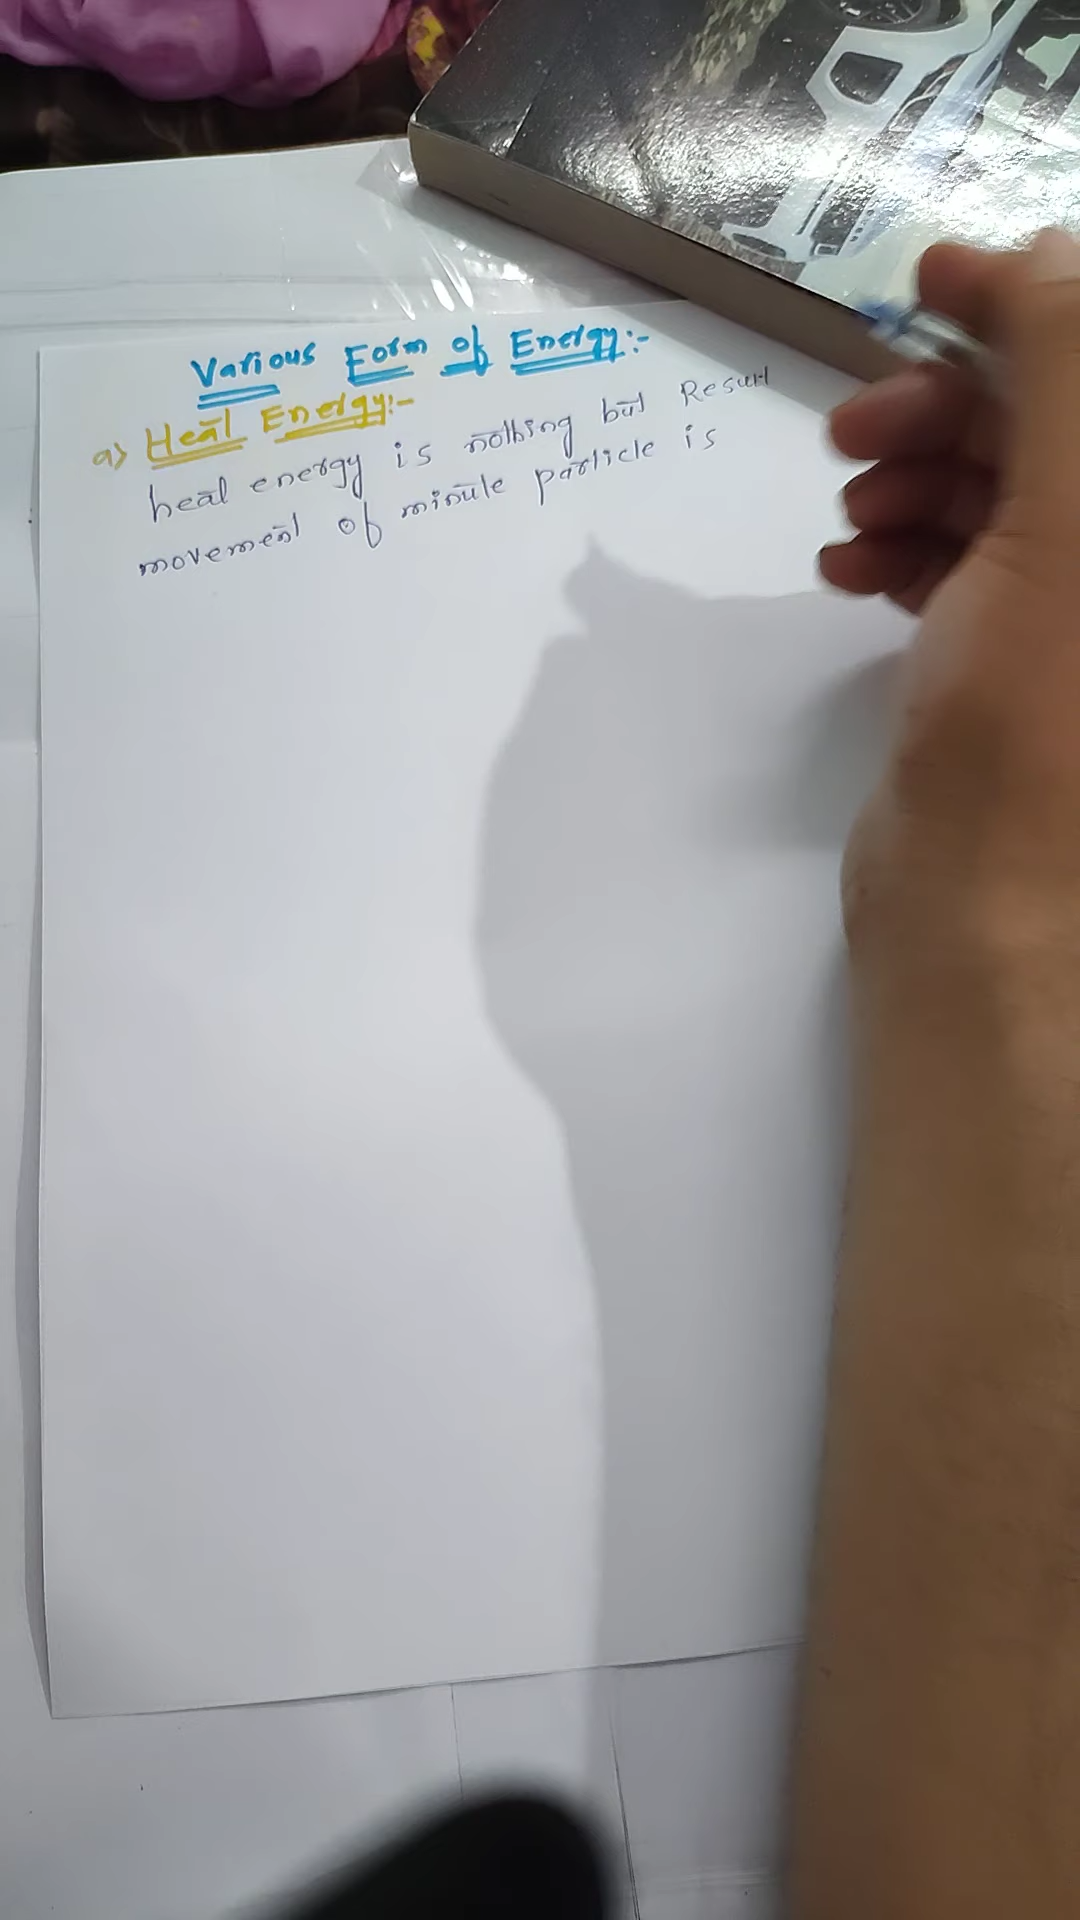 Various Form of Energy:-
a) Heat Energy:-
heat energy is nothing but Result
movement of minute particle is